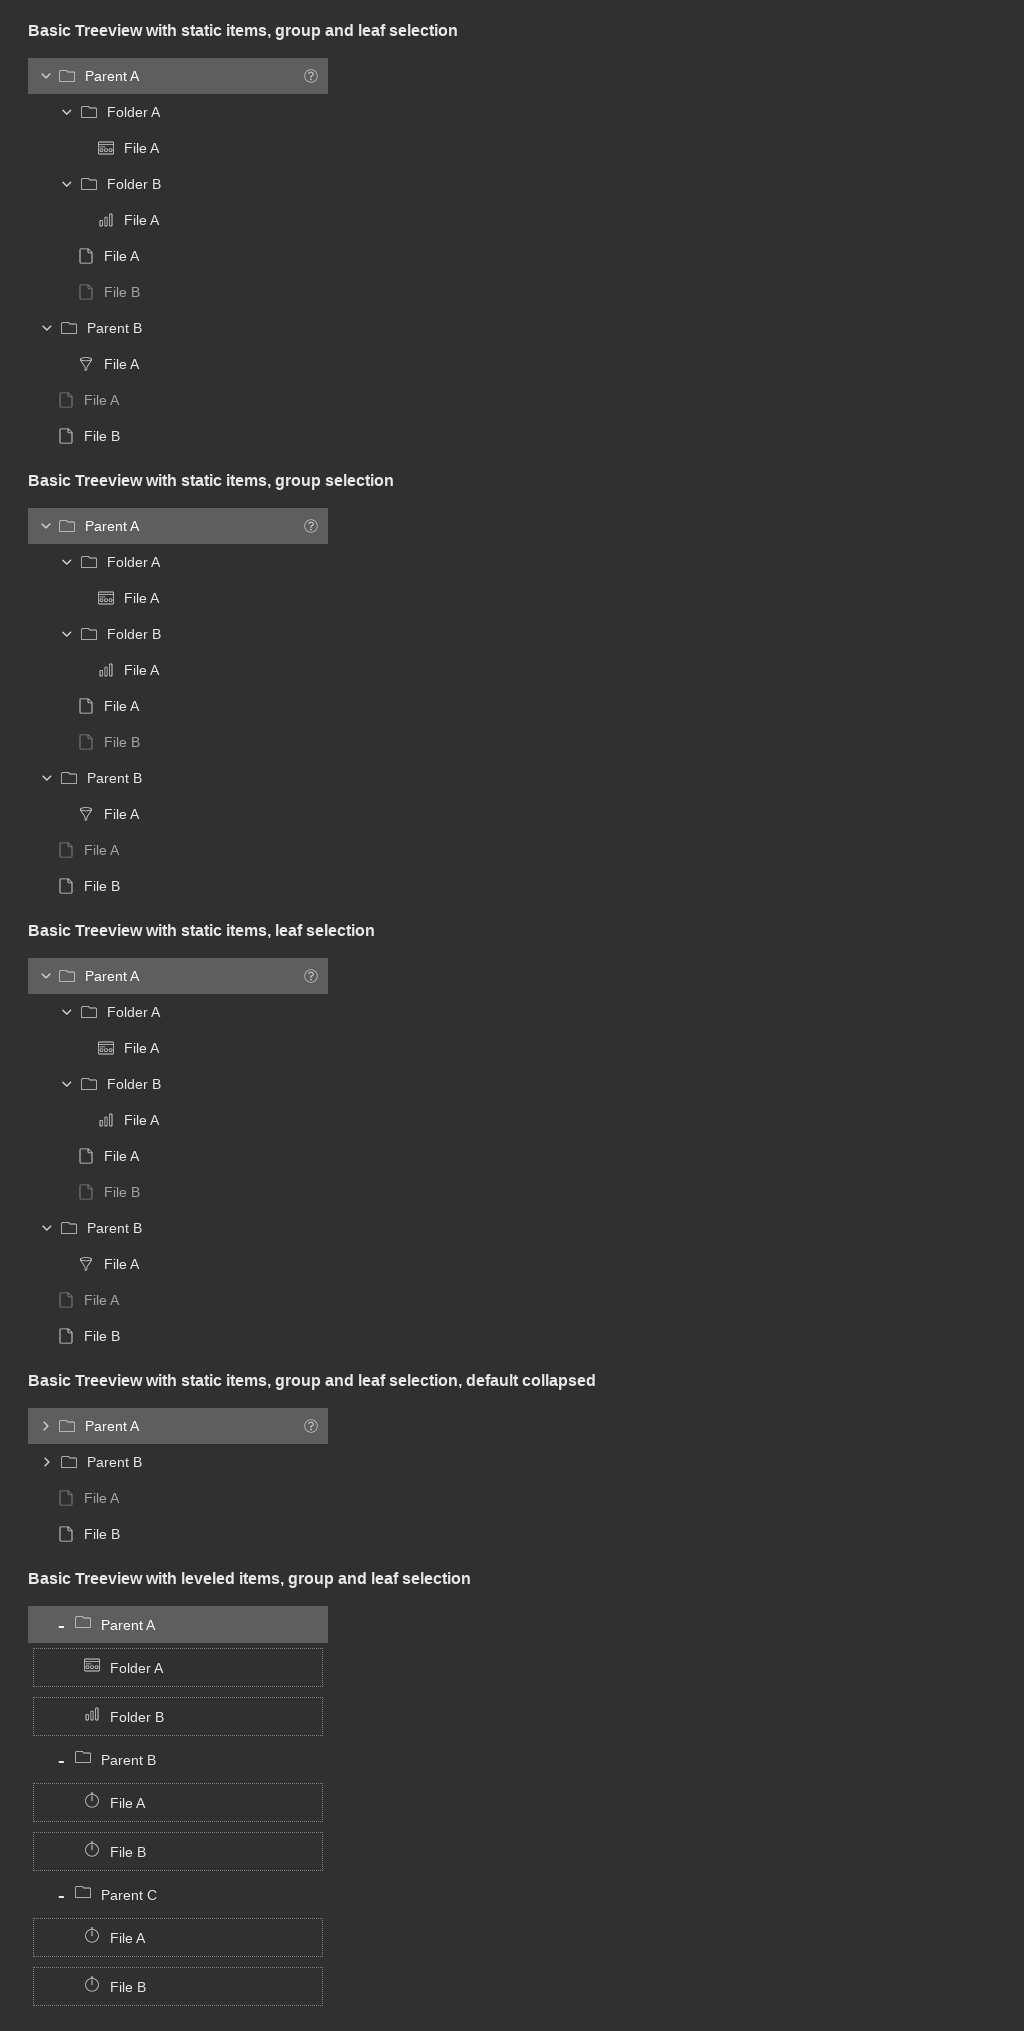 Basic Treeview with static items, group and leaf selection
Parent A
Folder A
File A
Folder B
File A
File A
File B
Parent B
File A
File A
File B
Basic Treeview with static items, group selection
Parent A
Folder A
File A
Folder B
File A
File A
File B
Parent B
File A
File A
File B
Basic Treeview with static items, leaf selection
Parent A
Folder A
File A
Folder B
File A
File A
File B
Parent B
File A
File A
File B
Basic Treeview with static items, group and leaf selection, default collapsed
Parent A
Parent B
File A
File B
Basic Treeview with leveled items, group and leaf selection
- Parent A
Folder A
Folder B
- Parent B
File A
File B
- Parent C
File A
File B